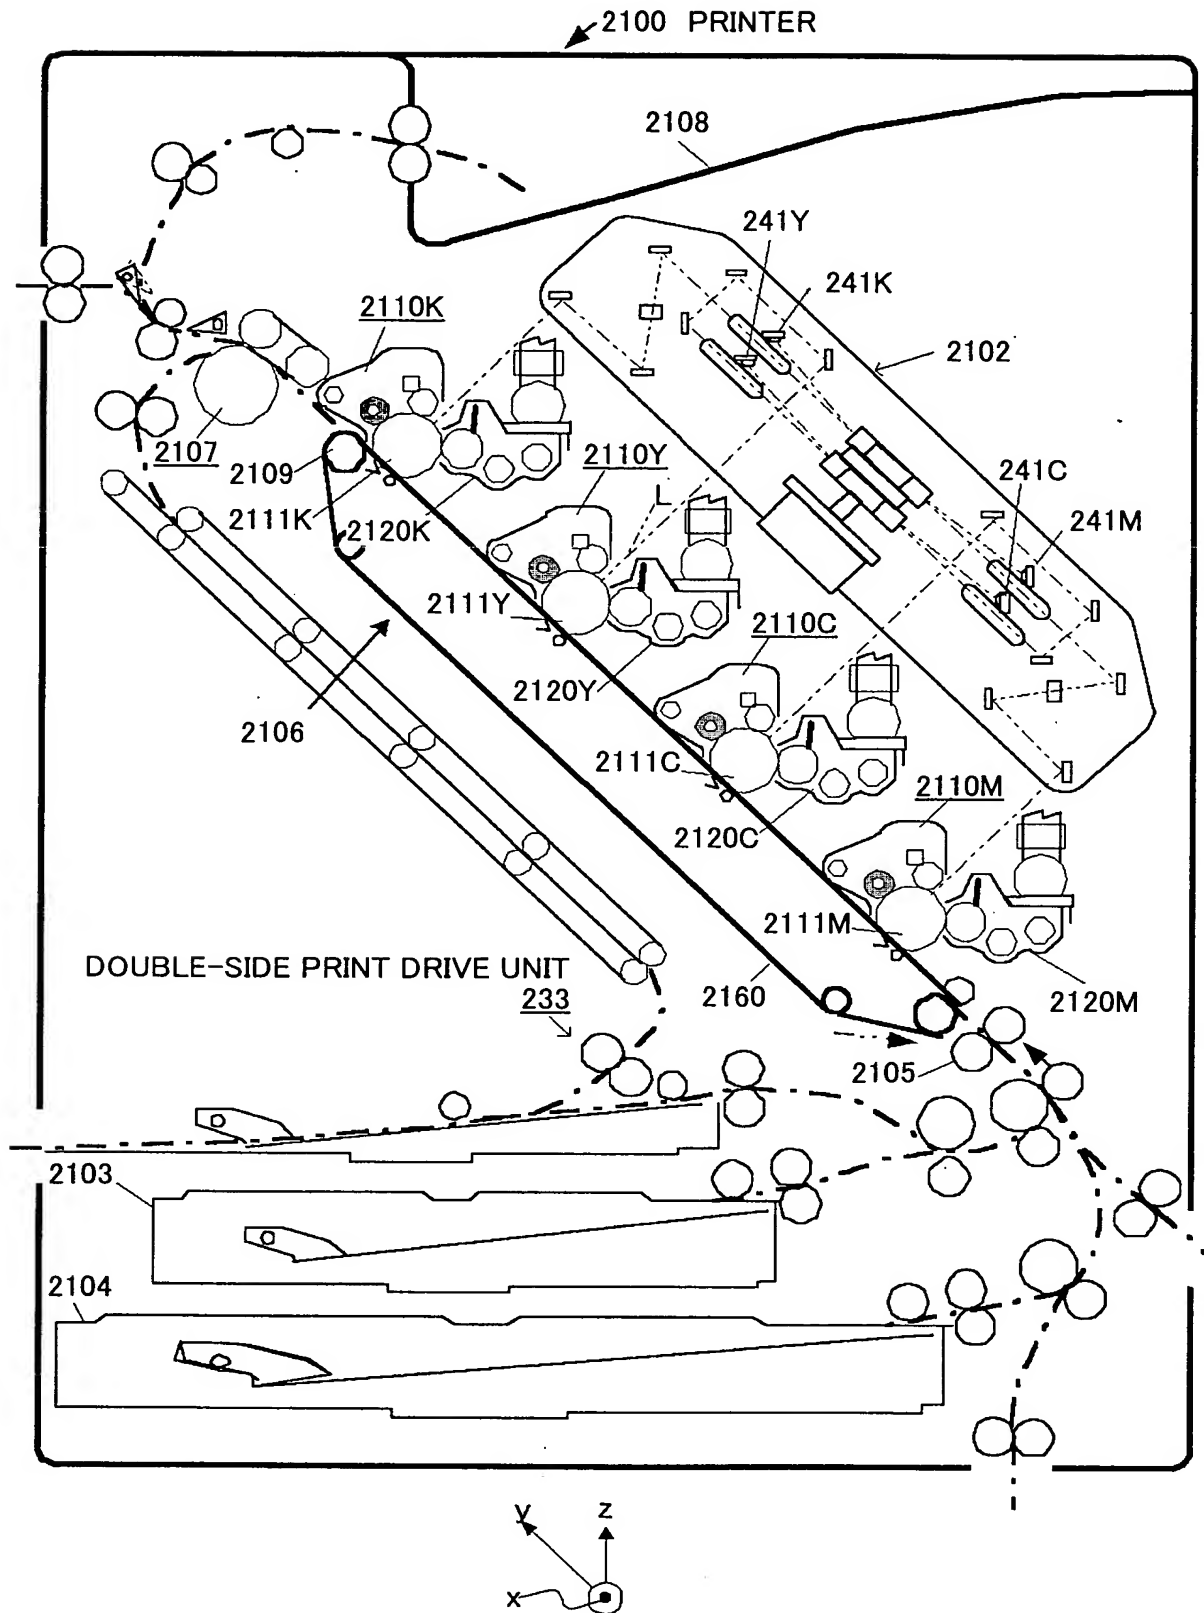 2100 PRINTER
2108
241Y
241K
2110K
2102
2107
2109
2110Y
241C
L
241M
2111K
2120K
2111Y
2110C
2120Y
2106
2111C
2110M
2120C
2111M
DOUBLE-SIDE PRINT DRIVE UNIT
233
2160
2120M
2105
2103
2104
y
z
x